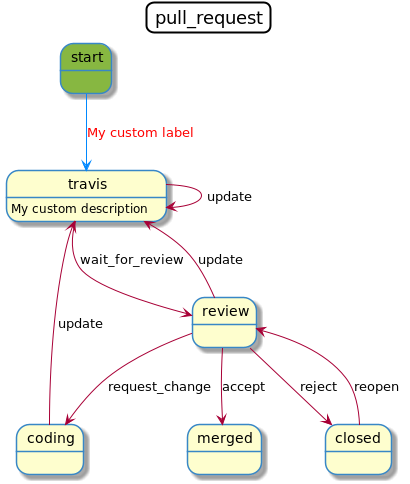 pull_request
start
My custom label
travis
My custom description
update
wait_for_review
update
review
update
request_change
accept
reject
reopen
coding
merged
closed